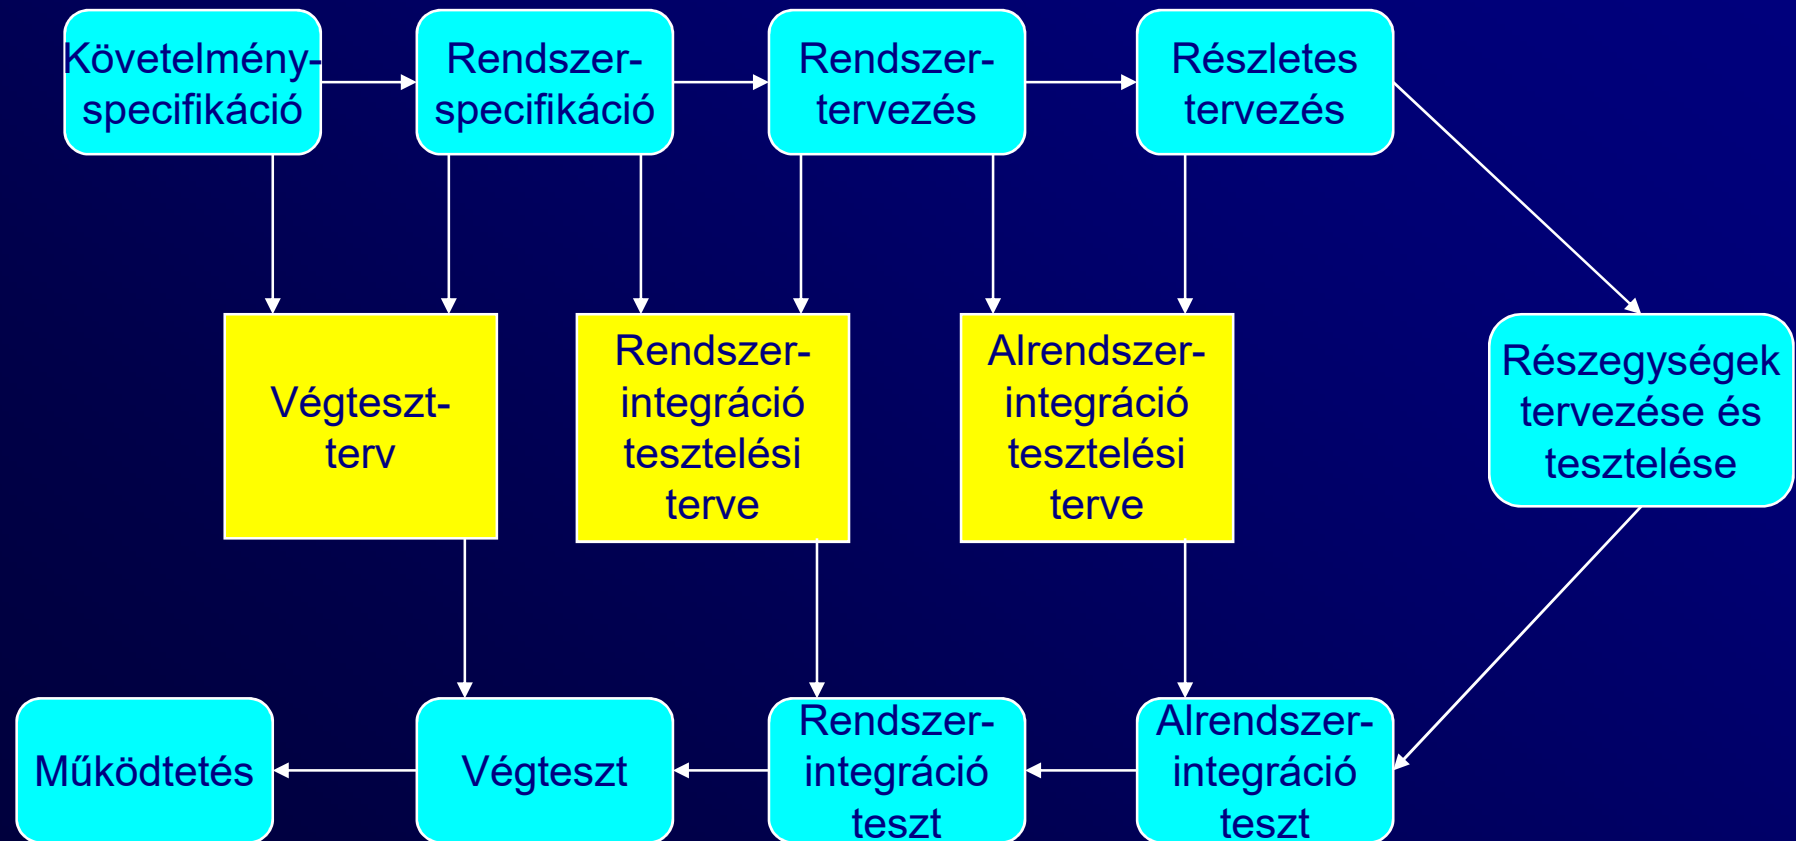 Követelmény-
specifikáció
Rendszer-
specifikáció
Rendszer-
tervezés
Részletes
tervezés
Végteszt-
terv
Rendszer-
integráció
tesztelési
terve
Alrendszer-
integráció
tesztelési
terve
Részegységek
tervezése és
tesztelése
Működtetés
Végteszt
Rendszer-
integráció
teszt
Alrendszer-
integráció
teszt